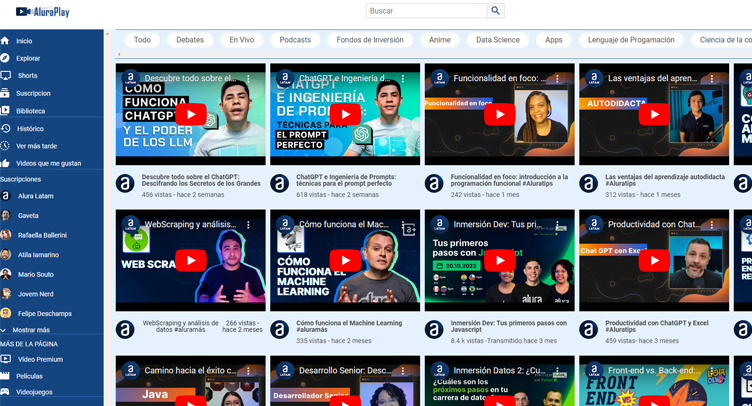 AluraPlay
Buscar
Inicio
Explorar
Shorts
Suscripcion
Biblioteca
Histórico
Ver más tarde
Videos que me gustan
Suscripciones
Alura Latam
Gaveta
Rafaella Ballerini
Atila Iamarino
Mario Souto
Jovem Nerd
Felipe Deschamps
Mostrar más
MÁS DE LA PÁGINA
Vídeo Premium
Películas
Videojuegos
Todo
Debates
En Vivo
Podcasts
Fondos de Inversión
Anime
Data Science
Apps
Lenguaje de Progamación
Ciencia de la co
Descubre todo sobre el...
CÓMO
FUNCIONA
CHATGPT
Y EL PODER
DE LOS LLM
Descubre todo sobre el ChatGPT:
Descifrando los Secretos de los Grandes
456 vistas - hace 2 semanas
ChatGPT e Ingeniería d...
E INGENIERÍA
DE PROMPTS:
TÉCNICAS PARA
EL PROMPT
PERFECTO
ChatGPT e Ingeniería de Prompts:
técnicas para el prompt perfecto
618 vistas - hace 2 semanas
Funcionalidad en foco: ...
Funcionalidad en foco
Funcionalidad en foco: introducción a la
programación funcional #Aluratips
242 vistas - hace 1 mes
Las ventajas del apren...
AUTODIDACTA
Las ventajas del aprendizaje autodidacta
#Aluratips
312 vistas - hace 1 meses
WebScraping y análisis...
WEB SCRA
WebScraping y análisis de
datos #aluramás
266 vistas -
hace 2 meses
Cómo funciona el Mac...
CÓMO
FUNCIONA EL
MACHINE
LEARNING
a+
Cómo funciona el Machine Learning
#aluramás
335 vistas - hace 2 meses
Inmersión Dev: Tus pri...
Tus primeros
pasos con
20.10.2023
alura
Inmersión Dev: Tus primeros pasos con
Javascript
8.4 k vistas -Transmitido hace 3 mes
Productividad con Chat...
Chat GPT con Excel
Productividad con ChatGPT y Excel
#Aluratips
459 vistas- hace 3 meses
Camino hacia el éxito c...
Java
Desarrollo Senior: Desc...
Desarrollador Senior
Inmersión Datos 2: ¿Cu...
¿Cuáles son los
próximos pasos en tu
carrera de datos?
Front-end vs. Back-end:...
FRONT
END